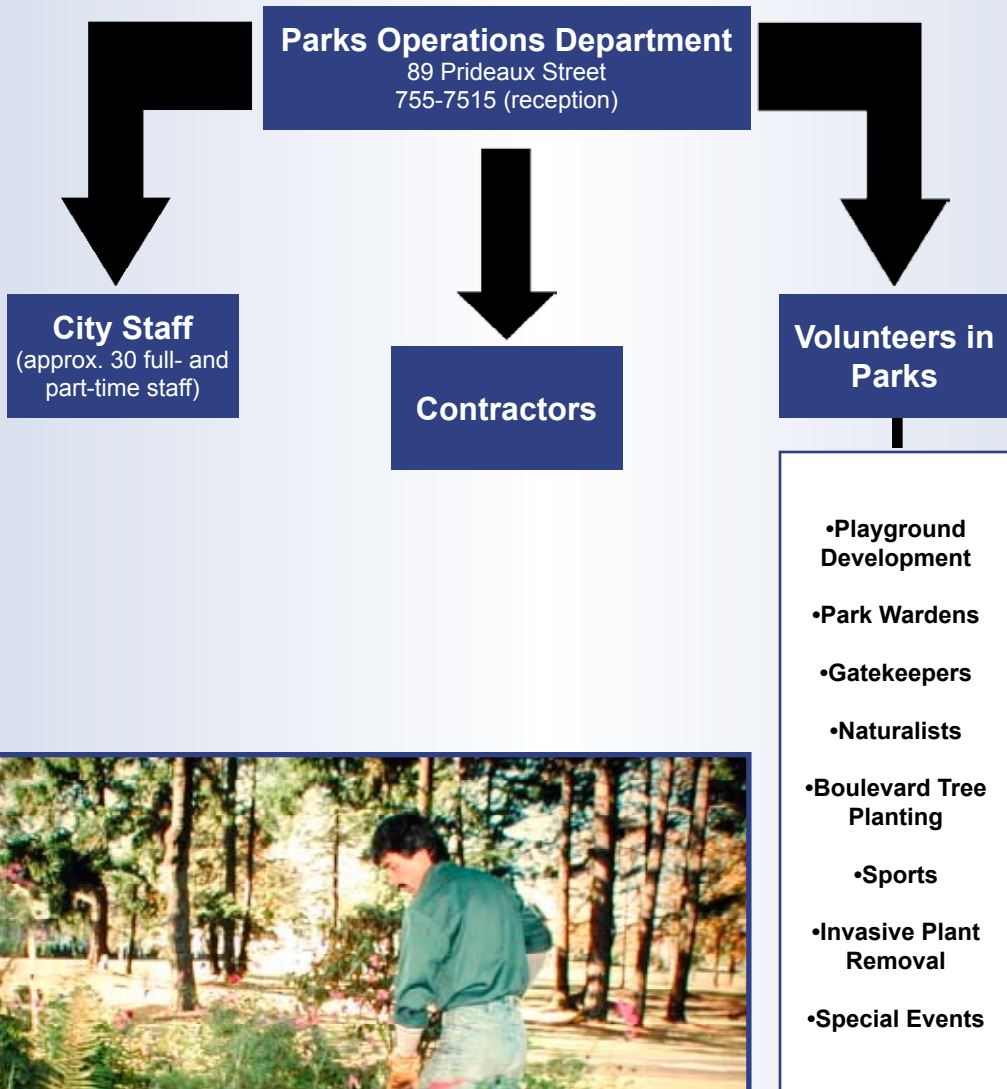 Parks Operations Department
89 Prideaux Street
755-7515 (reception)
City Staff
(approx. 30 full- and
part-time staff)
Contractors
Volunteers in
Parks
•Playground
Development
•Park Wardens
•Gatekeepers
•Naturalists
•Boulevard Tree
Planting
•Sports
•Invasive Plant
Removal
•Special Events